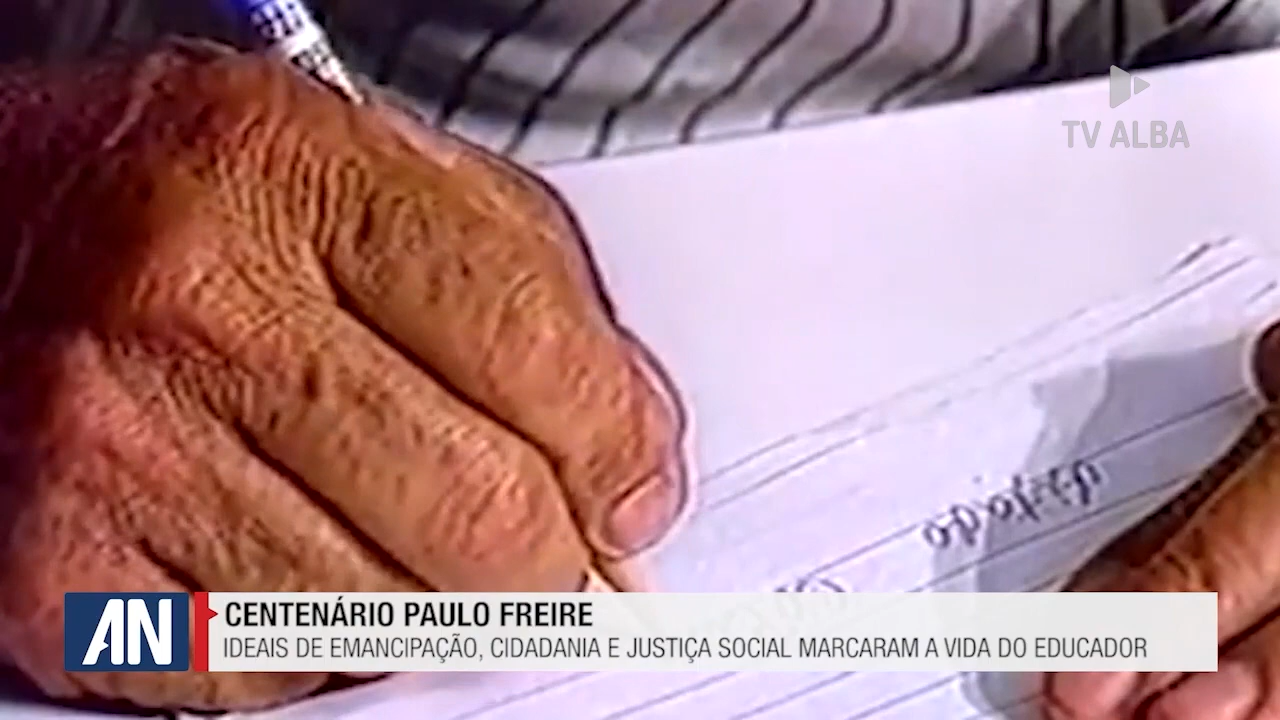 TV ALBA
AN
CENTENÁRIO PAULO FREIRE
IDEAIS DE EMANCIPAÇÃO, CIDADANIA E JUSTIÇA SOCIAL MARCARAM A VIDA DO EDUCADOR